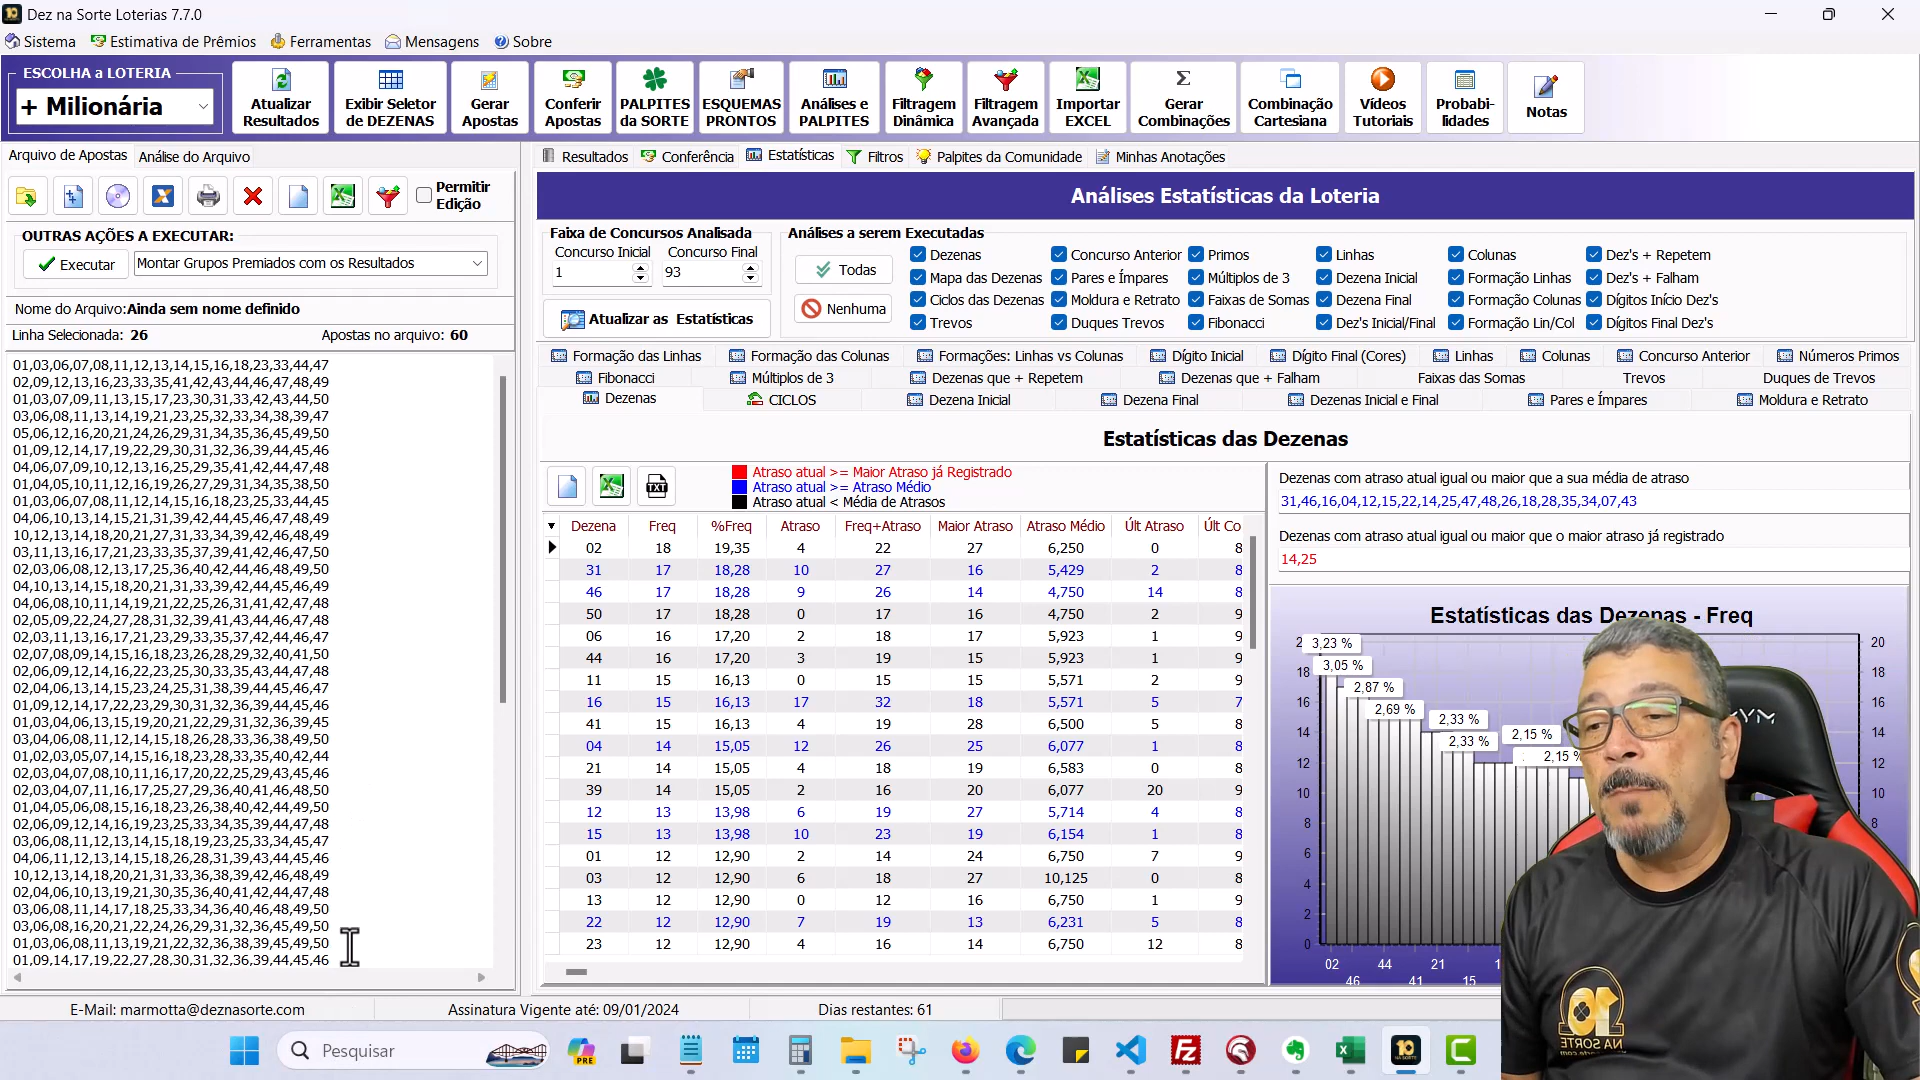 Dez na Sorte Loterias 7.7.0
Sistema Estimativa de Prêmios Ferramentas Mensagens Sobre
ESCOLHA a LOTERIA
+ Milionária
Atualizar Resultados
Exibir Seletor de DEZENAS
Gerar Apostas
Conferir Apostas
PALPITES da SORTE
ESQUEMAS PRONTOS
Análises e PALPITES
Filtragem Dinâmica
Filtragem Avançada
Importar EXCEL
Gerar Combinações
Combinação Cartesiana
Vídeos Tutoriais
Probabi-lidades
Notas
Arquivo de Apostas Análise do Arquivo
Permitir Edição
OUTRAS AÇÕES A EXECUTAR:
Executar Montar Grupos Premiados com os Resultados
Nome do Arquivo:Ainda sem nome definido
Linha Selecionada: 26 Apostas no arquivo: 60
01,03,06,07,08,11,12,13,14,15,16,18,23,33,44,47
02,09,12,13,16,23,33,35,41,42,43,44,46,47,48,49
01,03,07,09,11,13,15,17,23,30,31,33,42,43,44,50
03,06,08,11,13,14,19,21,23,25,32,33,34,38,39,47
05,06,12,16,20,21,24,26,29,31,34,35,36,45,49,50
01,09,12,14,17,19,22,29,30,31,32,36,39,44,45,46
04,06,07,09,10,12,13,16,25,29,35,41,42,44,47,48
01,04,05,10,11,12,16,19,26,27,29,31,34,35,38,50
01,03,06,07,08,11,12,14,15,16,18,23,25,33,44,45
04,06,10,13,14,15,21,31,39,42,44,45,46,47,48,49
10,12,13,14,18,20,21,27,31,33,34,39,42,46,48,49
03,11,13,16,17,21,23,33,35,37,39,41,42,46,47,50
02,03,06,08,12,13,17,25,36,40,42,44,46,48,49,50
04,10,13,14,15,18,20,21,31,33,39,42,44,45,46,49
04,06,08,10,11,14,19,21,22,25,26,31,41,42,47,48
02,05,09,22,24,27,28,31,32,39,41,43,44,46,47,48
02,03,11,13,16,17,21,23,29,33,35,37,42,44,46,47
02,07,08,09,14,15,16,18,23,26,28,29,32,40,41,50
02,06,09,12,14,16,22,23,25,30,33,35,43,44,47,48
02,04,06,13,14,15,23,24,25,31,38,39,44,45,46,47
01,09,12,14,17,22,23,29,30,31,32,36,39,44,45,46
01,03,04,06,13,15,19,20,21,22,29,31,32,36,39,45
03,04,06,08,11,12,14,15,18,26,28,33,36,38,49,50
01,02,03,05,07,14,15,16,18,23,28,33,35,40,42,44
02,03,04,07,08,10,11,16,17,20,22,25,29,43,45,46
02,03,04,07,11,16,17,25,27,29,36,40,41,46,48,50
01,04,05,06,08,15,16,18,23,26,38,40,42,44,49,50
02,06,09,12,14,16,19,23,25,33,34,35,39,44,47,48
03,06,08,11,12,13,14,15,18,19,23,25,33,34,45,47
04,06,11,12,13,14,15,18,26,28,31,39,43,44,45,46
10,12,13,14,18,20,21,31,33,36,38,39,42,46,48,49
02,04,06,10,13,19,21,30,35,36,40,41,42,44,47,48
03,06,08,11,14,17,18,25,33,34,36,40,46,48,49,50
03,06,08,16,20,21,22,24,26,29,31,32,36,45,49,50
01,03,06,08,11,13,19,21,22,32,36,38,39,45,49,50
01,09,14,17,19,22,27,28,30,31,32,36,39,44,45,46
Resultados Conferência Estatísticas Filtros Palpites da Comunidade Minhas Anotações
Análises Estatísticas da Loteria
Faixa de Concursos Analisada
Concurso Inicial Concurso Final
1 93
Atualizar as Estatísticas
Análises a serem Executadas
Todas
Nenhuma
Dezenas Concurso Anterior Primos Linhas Colunas Dez's + Repetem
Mapa das Dezenas Pares e Ímpares Múltiplos de 3 Dezena Inicial Formação Linhas Dez's + Falham
Ciclos das Dezenas Moldura e Retrato Faixas de Somas Dezena Final Formação Colunas Dígitos Início Dez's
Trevos Duques Trevos Fibonacci Dez's Inicial/Final Formação Lin/Col Dígitos Final Dez's
Formação das Linhas Formação das Colunas Formações: Linhas vs Colunas Dígito Inicial Dígito Final (Cores) Linhas Colunas Concurso Anterior Números Primos
Fibonacci Múltiplos de 3 Dezenas que + Repetem Dezenas que + Falham Faixas das Somas Trevos Duques de Trevos
Dezenas CICLOS Dezena Inicial Dezena Final Dezenas Inicial e Final Pares e Ímpares Moldura e Retrato
Estatísticas das Dezenas
TXT
Atraso atual >= Maior Atraso já Registrado
Atraso atual >= Atraso Médio
Atraso atual < Média de Atrasos
Dezena Freq %Freq Atraso Freq+Atraso Maior Atraso Atraso Médio Últ Atraso Últ Co
02 18 19,35 4 22 27 6,250 0 8
31 17 18,28 10 27 16 5,429 2 8
46 17 18,28 9 26 14 4,750 14 8
50 17 18,28 0 17 16 4,750 2 9
06 16 17,20 2 18 17 5,923 1 9
44 16 17,20 3 19 15 5,923 1 9
11 15 16,13 0 15 15 5,571 2 9
16 15 16,13 17 32 18 5,571 5 7
41 15 16,13 4 19 28 6,500 5 8
04 14 15,05 12 26 25 6,077 1 8
21 14 15,05 4 18 19 6,583 0 8
39 14 15,05 2 16 20 6,077 20 9
12 13 13,98 6 19 27 5,714 4 8
15 13 13,98 10 23 19 6,154 1 8
01 12 12,90 2 14 24 6,750 7 9
03 12 12,90 6 18 27 10,125 0 8
13 12 12,90 0 12 16 6,750 1 9
22 12 12,90 7 19 13 6,231 5 8
23 12 12,90 4 16 14 6,750 12 8
Dezenas com atraso atual igual ou maior que a sua média de atraso
31,46,16,04,12,15,22,14,25,47,48,26,18,28,35,34,07,43
Dezenas com atraso atual igual ou maior que o maior atraso já registrado
14,25
Estatísticas das Dezenas - Freq
3,23 %
3,05 %
2,87 %
2,69 %
2,33 %
2,33 %
2,15 %
2,15 %
18
16
14
12
10
8
6
4
2
0
20
18
16
14
12
10
8
02 44 21
46 41 15
10
NA SORTE
E-Mail: marmotta@deznasorte.com Assinatura Vigente até: 09/01/2024 Dias restantes: 61
Pesquisar
PRE